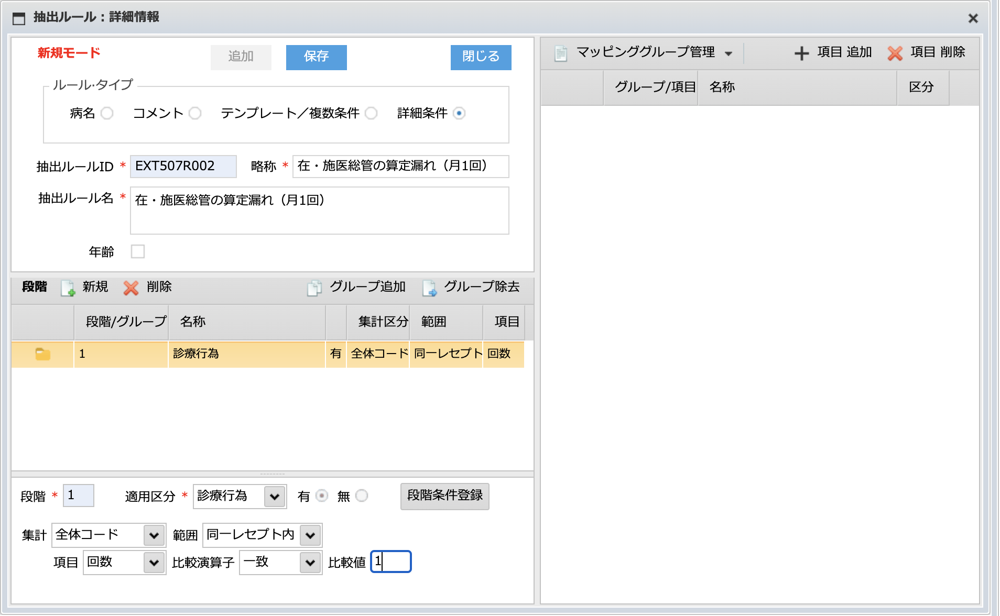 抽出ルール：詳細情報
新規モード
追加
保存
閉じる
ルール·タイプ
病名
コメント
テンプレート／複数条件
詳細条件
抽出ルールID *
EXT507R002
略称 *
在・施医総管の算定漏れ（月1回）
抽出ルール名 *
在・施医総管の算定漏れ（月1回）
年齢
段階 新規 削除 グループ追加 グループ除去
段階/グループ 名称 集計区分 範囲 項目
1 診療行為 有 全体コード 同一レセプト 回数
段階 * 1 適用区分 * 診療行為 有 無 段階条件登録
集計 全体コード 範囲 同一レセプト内
項目 回数 比較演算子 一致 比較値 1
マッピンググループ管理 項目 追加 項目 削除
グループ/項目 名称 区分